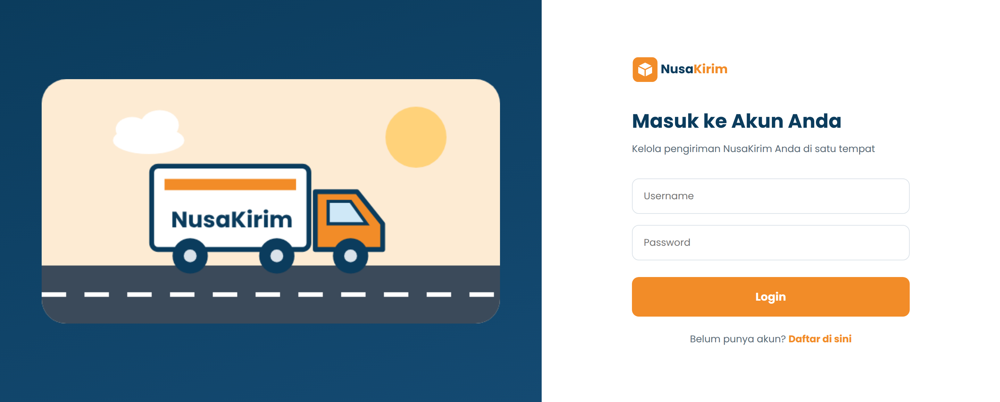 NusaKirim
NusaKirim
Masuk ke Akun Anda
Kelola pengiriman NusaKirim Anda di satu tempat
Username
Password
Login
Belum punya akun? Daftar di sini